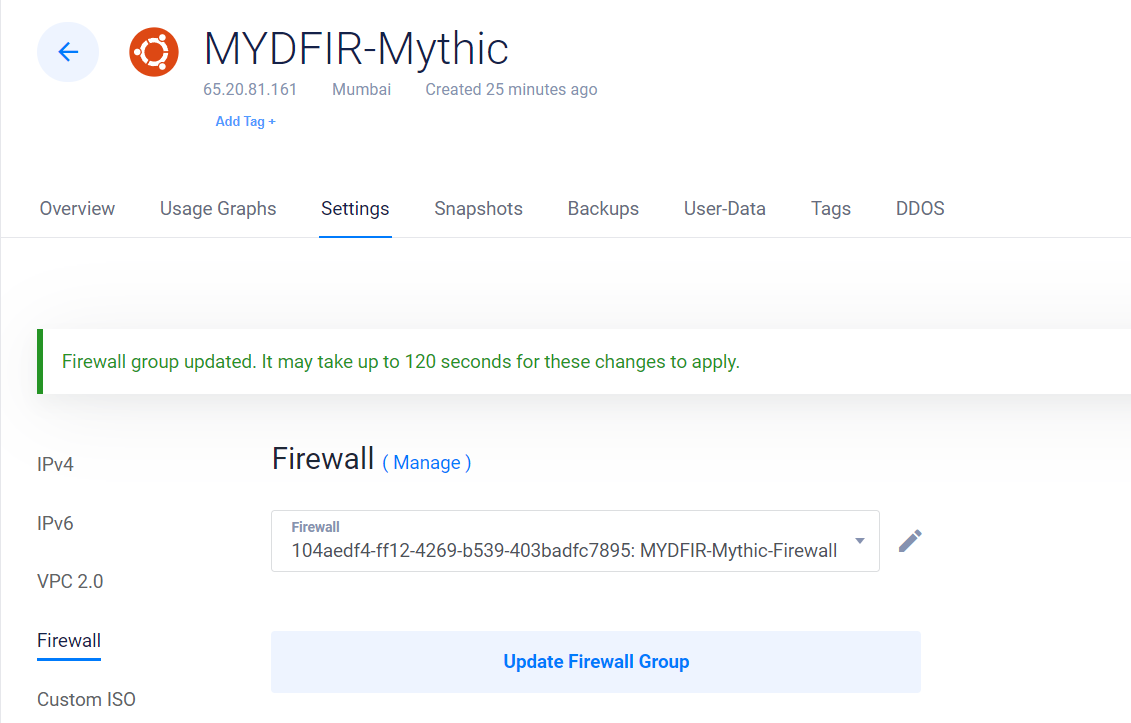 MYDFIR-Mythic
65.20.81.161 Mumbai Created 25 minutes ago
Add Tag +
Overview Usage Graphs Settings Snapshots Backups User-Data Tags DDOS
Firewall group updated. It may take up to 120 seconds for these changes to apply.
IPv4
IPv6
VPC 2.0
Firewall
Custom ISO
Firewall ( Manage )
Firewall
104aedf4-ff12-4269-b539-403badfc7895: MYDFIR-Mythic-Firewall
Update Firewall Group